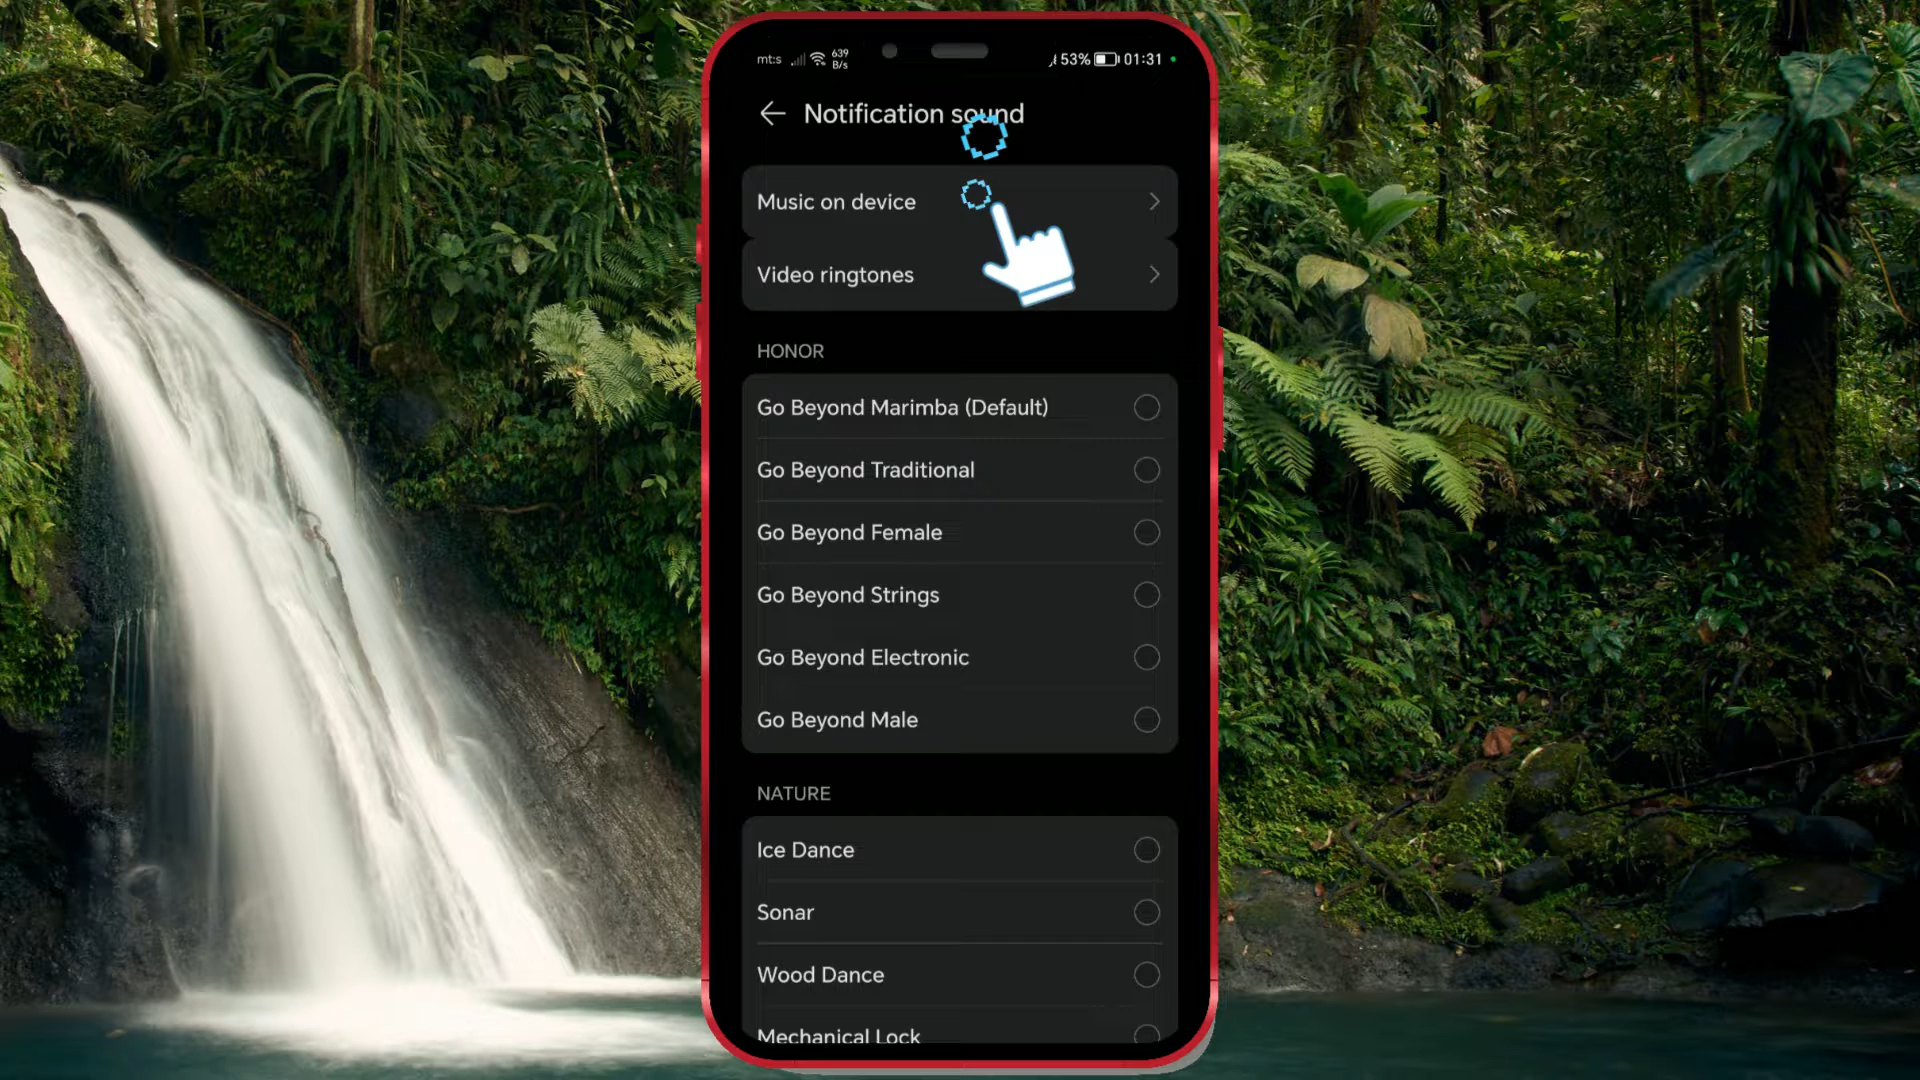 mt:s 639 B/s 53% 01:31
Notification sound
Music on device
Video ringtones
HONOR
Go Beyond Marimba (Default)
Go Beyond Traditional
Go Beyond Female
Go Beyond Strings
Go Beyond Electronic
Go Beyond Male
NATURE
Ice Dance
Sonar
Wood Dance
Mechanical Lock